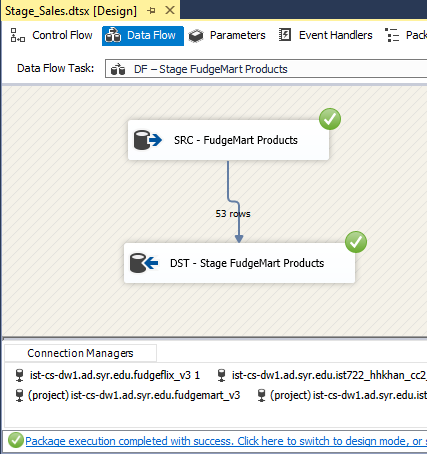 Stage_Sales.dtsx [Design]
Control Flow Data Flow Parameters Event Handlers
Data Flow Task: DF – Stage FudgeMart Products
SRC - FudgeMart Products
53 rows
DST - Stage FudgeMart Products
Connection Managers
ist-cs-dw1.ad.syr.edu.fudgeflix_v3 1 ist-cs-dw1.ad.syr.edu.ist722_hhkhan_cc2_
(project) ist-cs-dw1.ad.syr.edu.fudgemart_v3 (project) ist-cs-dw1.ad.syr.edu.ist
Package execution completed with success. Click here to switch to design mode, or